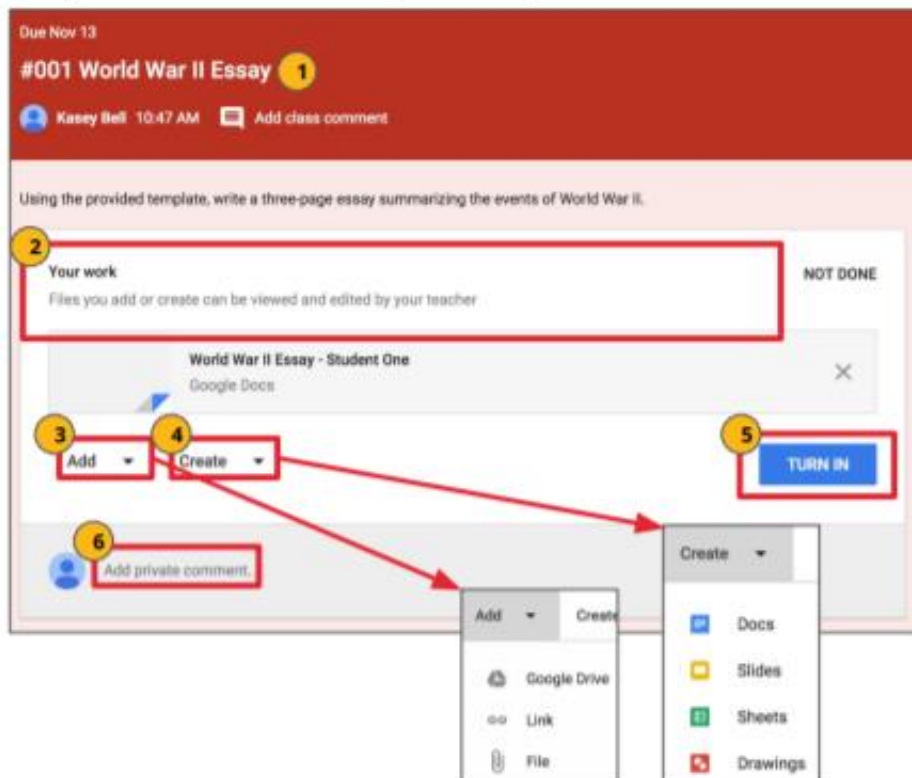 Due Nov 13
#001 World War II Essay 1
Kasey Bell 10:47 AM Add class comment
Using the provided template, write a three-page essay summarizing the events of World War II.
2
Your work
NOT DONE
Files you add or create can be viewed and edited by your teacher
World War II Essay - Student One
Google Docs
3 4 5
Add Create TURN IN
6
Add private comment.
Add Create
Google Drive
Link
File
Create
Docs
Slides
Sheets
Drawings